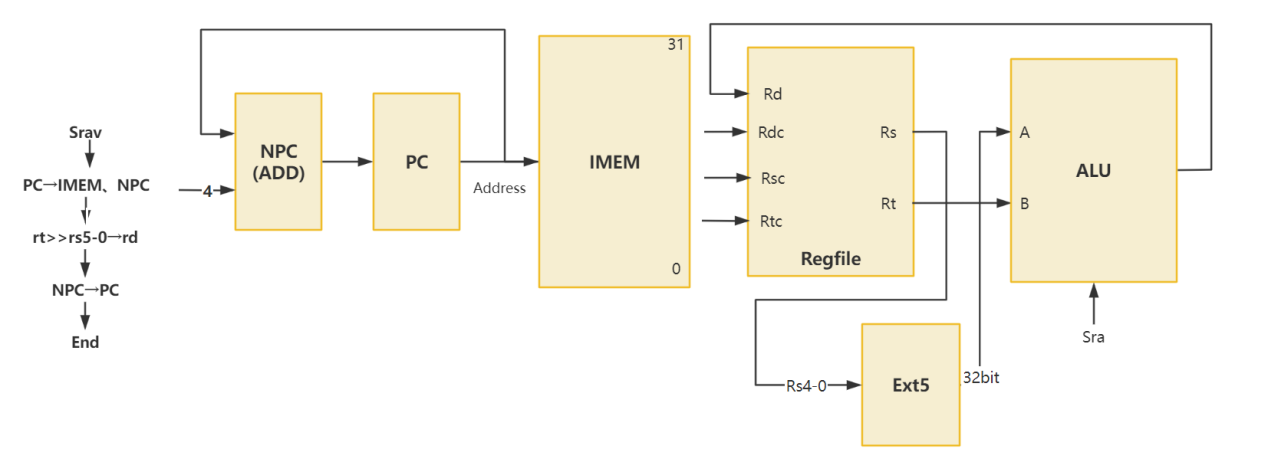 Srav
PC→IMEM、NPC
rt>>rs5-0→rd
NPC→PC
End
4
NPC
(ADD)
PC
Address
31
IMEM
0
Rd
Rdc
Rsc
Rtc
Rs
Rt
Regfile
A
B
ALU
Sra
Rs4-0
Ext5
32bit